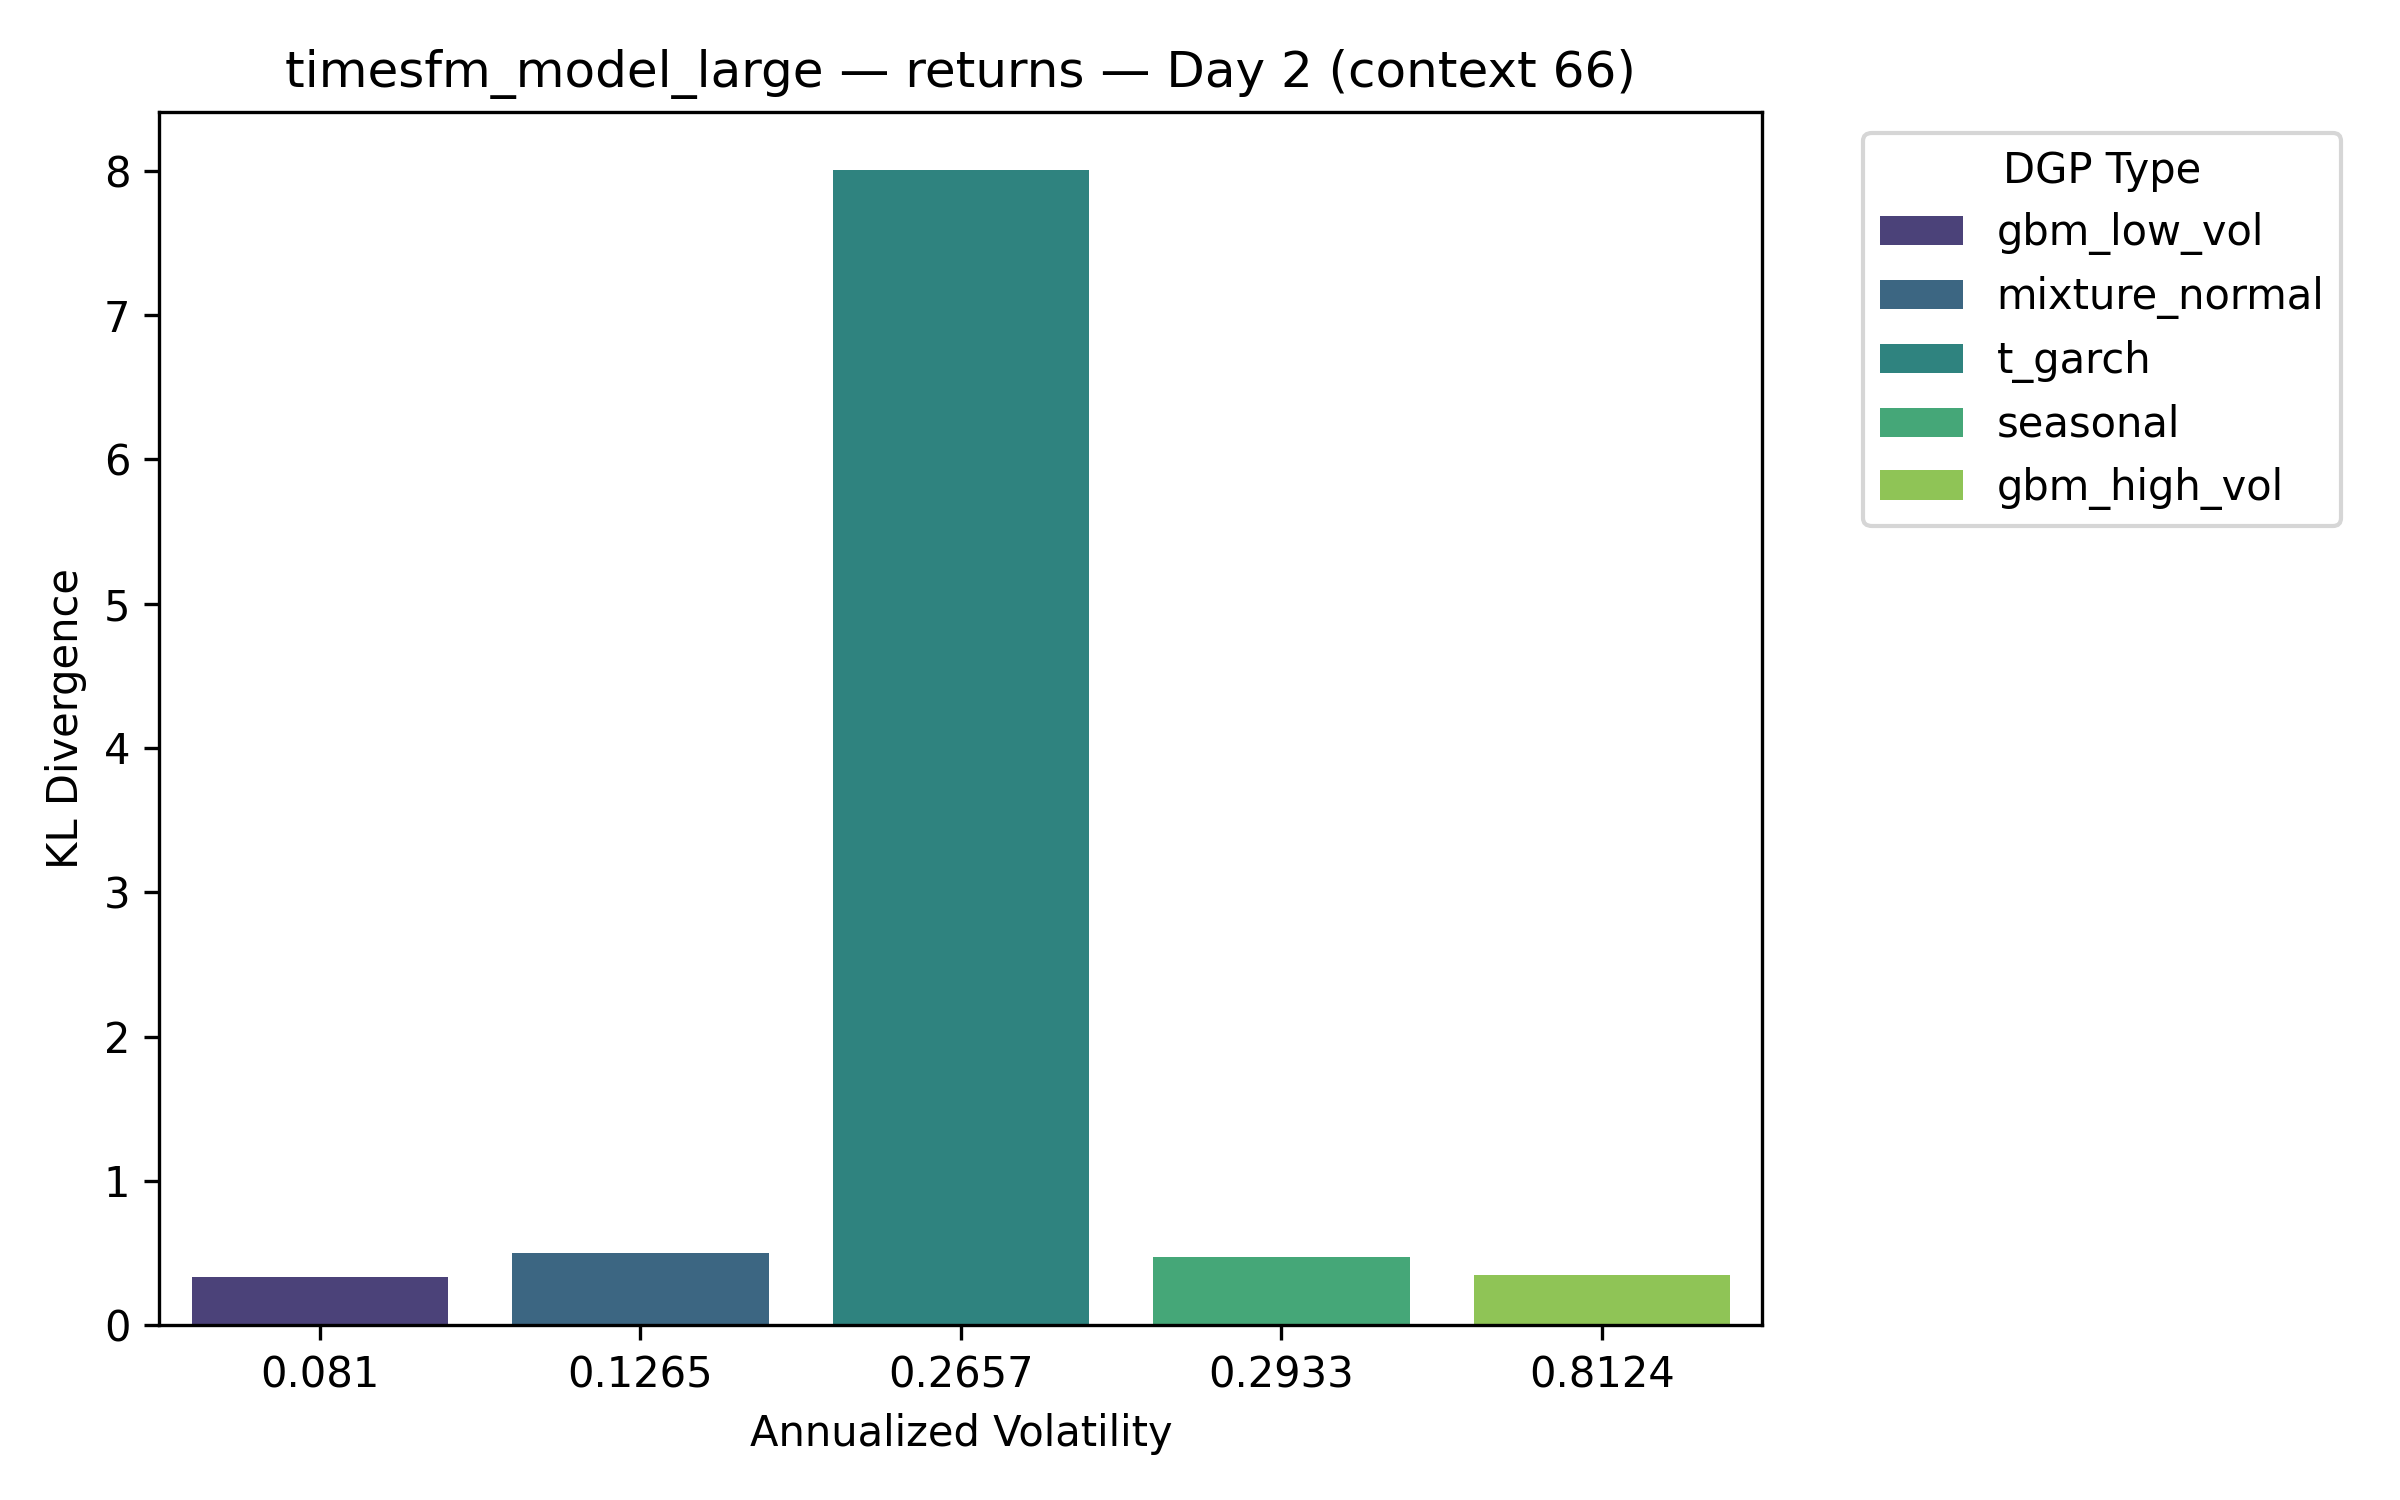 timesfm_model_large — returns — Day 2 (context 66)
KL Divergence
8
7
6
5
4
3
2
1
0
0.081 0.1265 0.2657 0.2933 0.8124
Annualized Volatility
DGP Type
gbm_low_vol
mixture_normal
t_garch
seasonal
gbm_high_vol